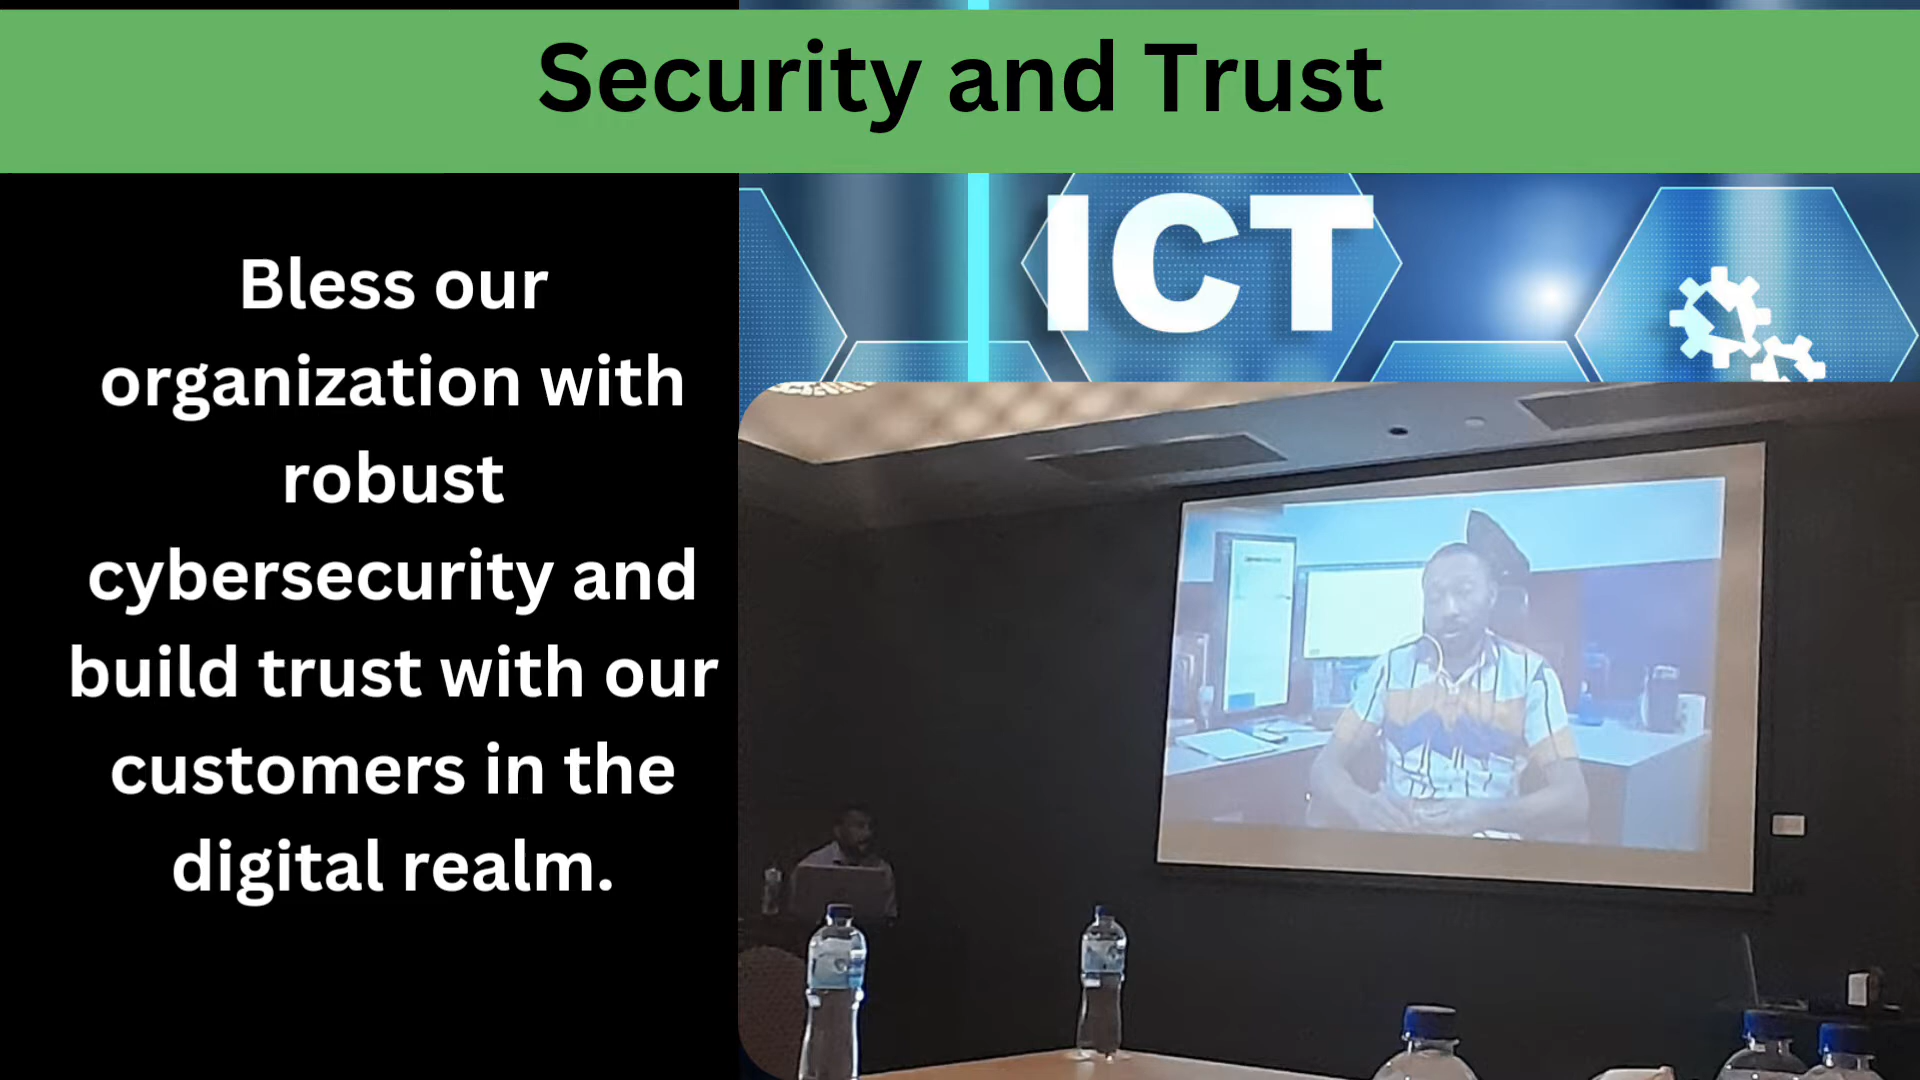 Security and Trust
ICT
Bless our
organization with
robust
cybersecurity and
build trust with our
customers in the
digital realm.